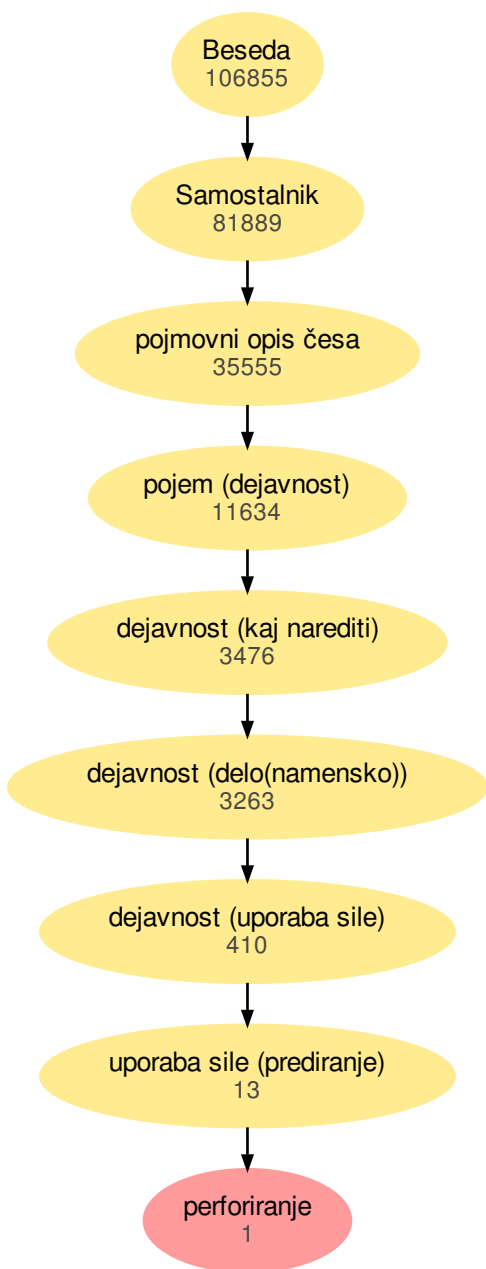 Beseda
106855
Samostalnik
81889
pojmovni opis česa
35555
pojem (dejavnost)
11634
dejavnost (kaj narediti)
3476
dejavnost (delo(namensko))
3263
dejavnost (uporaba sile)
410
uporaba sile (prediranje)
13
perforiranje
1